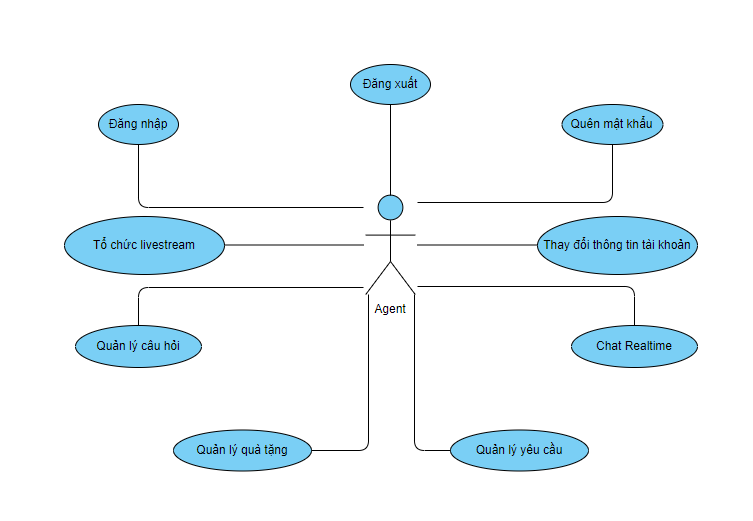 Đăng xuất
Đăng nhập
Quên mật khẩu
Tổ chức livestream
Thay đổi thông tin tài khoản
Agent
Quản lý câu hỏi
Chat Realtime
Quản lý quà tặng
Quản lý yêu cầu